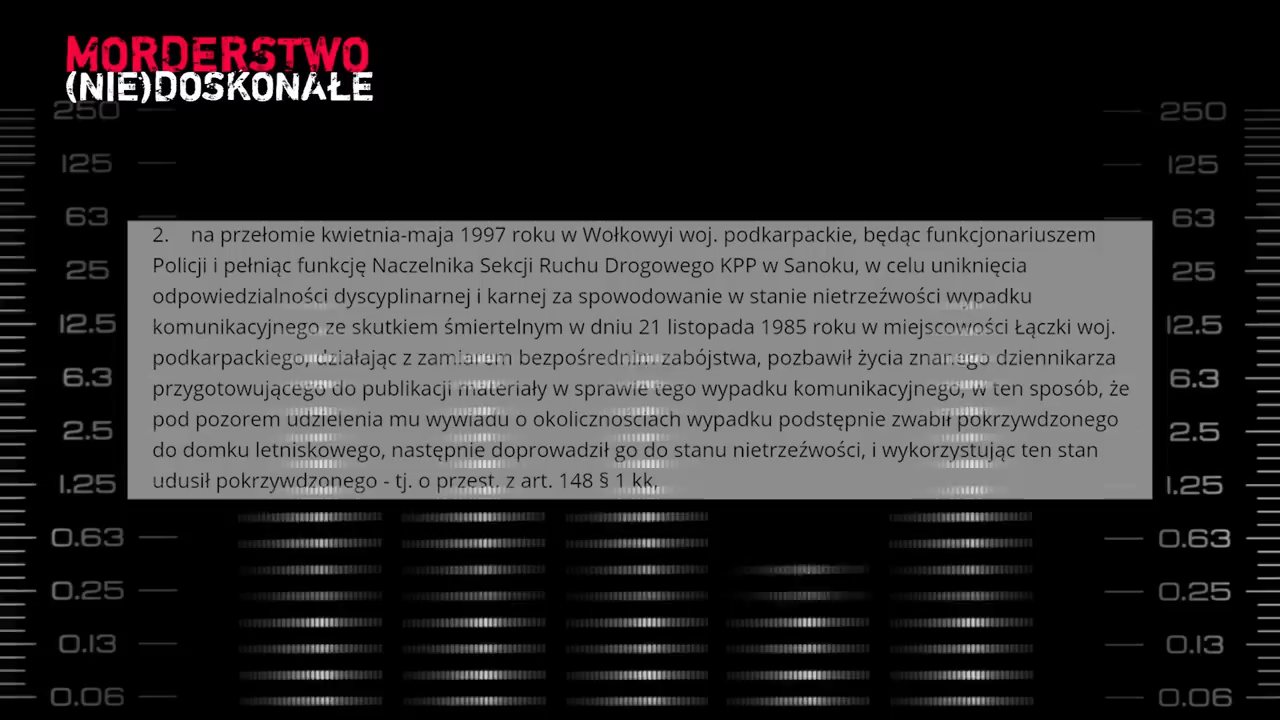 MORDERSTWO
(NIE)DOSKONAŁE
250 250
125 125
63 63
25 25
12.5 12.5
6.3 6.3
2.5 2.5
1.25 1.25
0.63 0.63
0.25 0.25
0.13 0.13
0.06 0.06
2. na przełomie kwietnia-maja 1997 roku w Wołkowyi woj. podkarpackie, będąc funkcjonariuszem
Policji i pełniąc funkcję Naczelnika Sekcji Ruchu Drogowego KPP w Sanoku, w celu uniknięcia
odpowiedzialności dyscyplinarnej i karnej za spowodowanie w stanie nietrzeźwości wypadku
komunikacyjnego ze skutkiem śmiertelnym w dniu 21 listopada 1985 roku w miejscowości Łączki woj.
podkarpackiego, działając z zamiarem bezpośrednim zabójstwa, pozbawił życia znanego dziennikarza
przygotowującego do publikacji materiały w sprawie tego wypadku komunikacyjnego, w ten sposób, że
pod pozorem udzielenia mu wywiadu o okolicznościach wypadku podstępnie zwabił pokrzywdzonego
do domku letniskowego, następnie doprowadził go do stanu nietrzeźwości, i wykorzystując ten stan
udusił pokrzywdzonego - tj. o przest. z art. 148 § 1 kk.